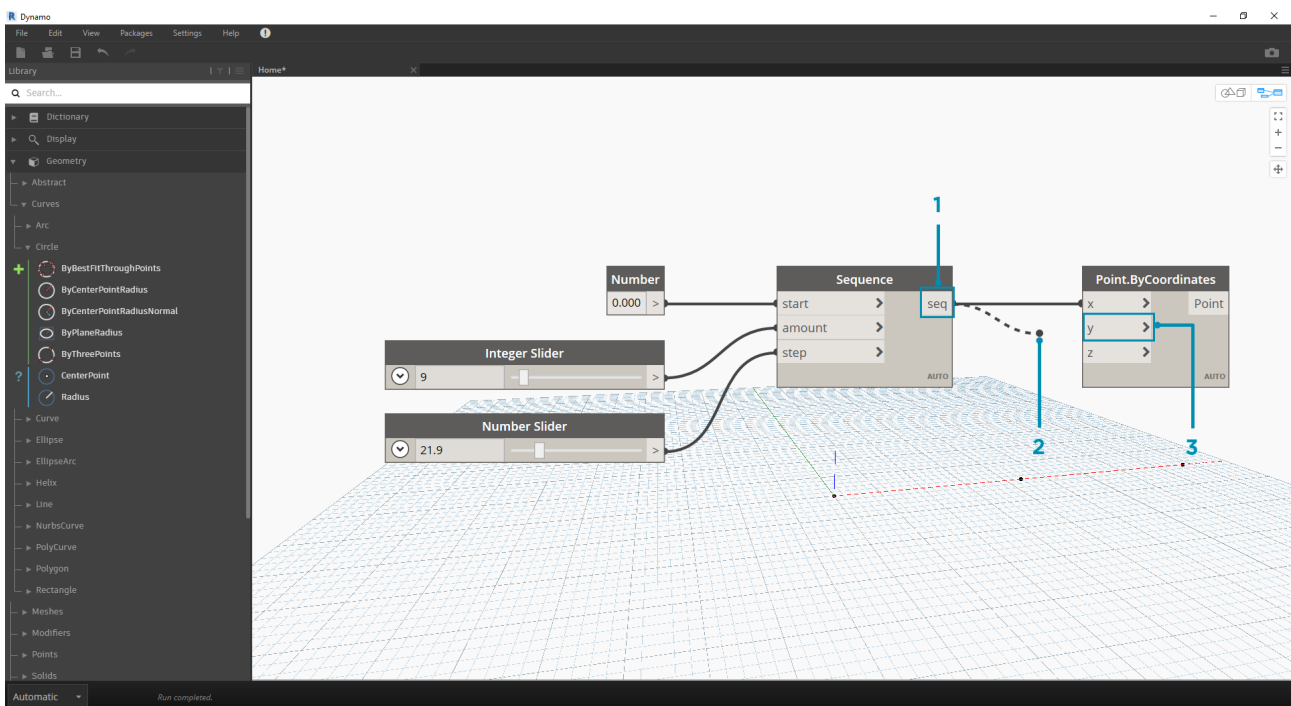 R Dynamo
File Edit View Packages Settings Help !
Library
Home*
Search...
Dictionary
Display
Geometry
Abstract
Curves
Arc
Circle
ByBestFitThroughPoints
ByCenterPointRadius
ByCenterPointRadiusNormal
ByPlaneRadius
ByThreePoints
? CenterPoint
Radius
Curve
Ellipse
EllipseArc
Helix
Line
NurbsCurve
PolyCurve
Polygon
Rectangle
Meshes
Modifiers
Points
Solids
1
Number
0.000 >
Sequence
start > seq
amount >
step >
AUTO
Point.ByCoordinates
x > Point
y >
z >
AUTO
Integer Slider
9 >
Number Slider
21.9 >
2
3
Automatic
Run completed.